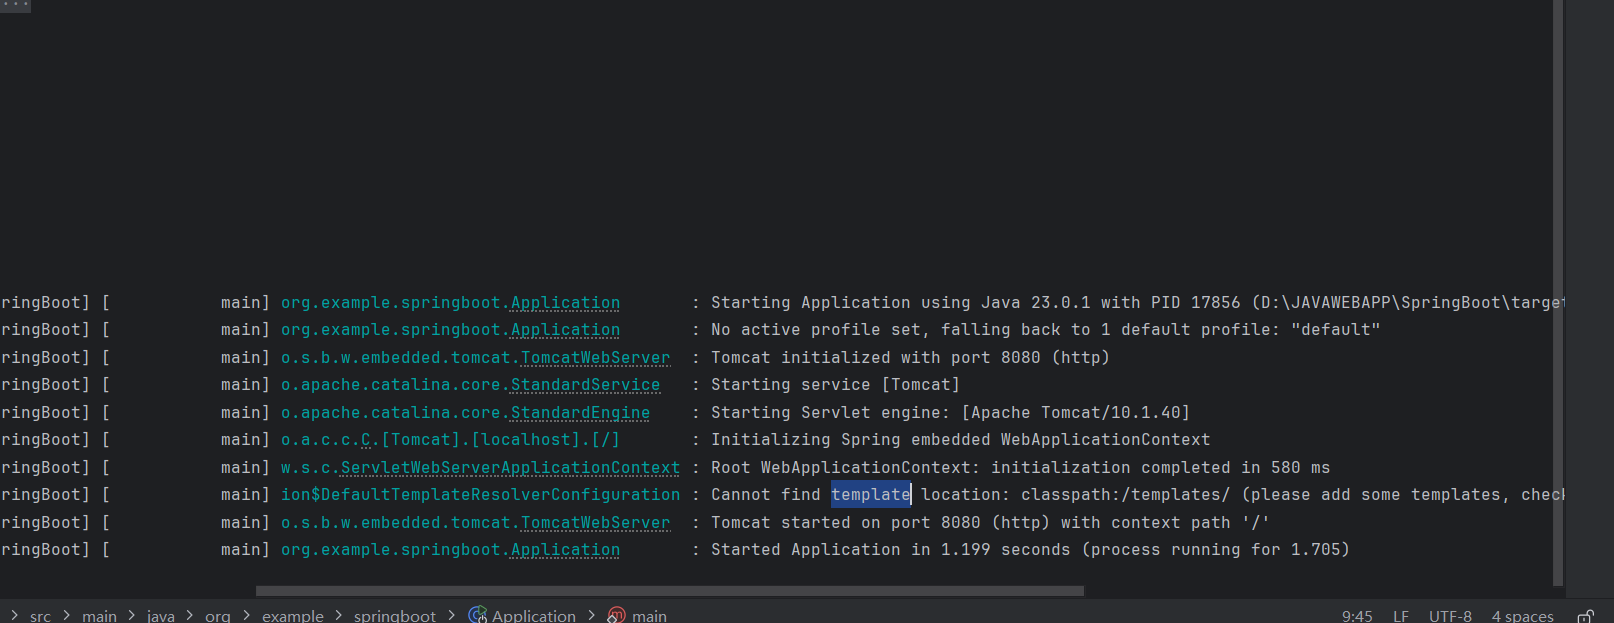 ...
ringBoot] [           main] org.example.springboot.Application       : Starting Application using Java 23.0.1 with PID 17856 (D:\JAVAWEBAPP\SpringBoot\target
ringBoot] [           main] org.example.springboot.Application       : No active profile set, falling back to 1 default profile: "default"
ringBoot] [           main] o.s.b.w.embedded.tomcat.TomcatWebServer  : Tomcat initialized with port 8080 (http)
ringBoot] [           main] o.apache.catalina.core.StandardService   : Starting service [Tomcat]
ringBoot] [           main] o.apache.catalina.core.StandardEngine    : Starting Servlet engine: [Apache Tomcat/10.1.40]
ringBoot] [           main] o.a.c.c.C.[Tomcat].[localhost].[/]       : Initializing Spring embedded WebApplicationContext
ringBoot] [           main] w.s.c.ServletWebServerApplicationContext : Root WebApplicationContext: initialization completed in 580 ms
ringBoot] [           main] ion$DefaultTemplateResolverConfiguration : Cannot find template location: classpath:/templates/ (please add some templates, check
ringBoot] [           main] o.s.b.w.embedded.tomcat.TomcatWebServer  : Tomcat started on port 8080 (http) with context path '/'
ringBoot] [           main] org.example.springboot.Application       : Started Application in 1.199 seconds (process running for 1.705)
> src > main > java > org > example > springboot > Application > main 9:45 LF UTF-8 4 spaces